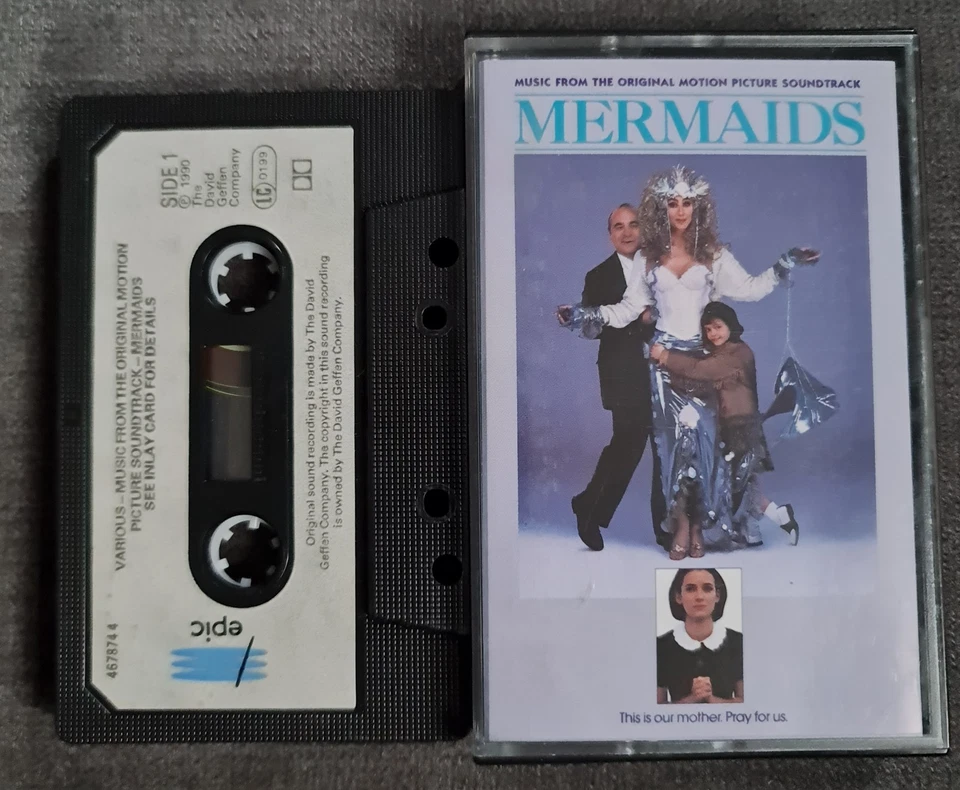 SIDE 1
℗ 1990
The
David
Geffen
Company
LC 0199
VARIOUS – MUSIC FROM THE ORIGINAL MOTION
PICTURE SOUNDTRACK – MERMAIDS
SEE INLAY CARD FOR DETAILS
Original sound recording is made by The David
Geffen Company. The copyright in this sound recording
is owned by The David Geffen Company.
467874 4
epic
MUSIC FROM THE ORIGINAL MOTION PICTURE SOUNDTRACK
MERMAIDS
This is our mother. Pray for us.